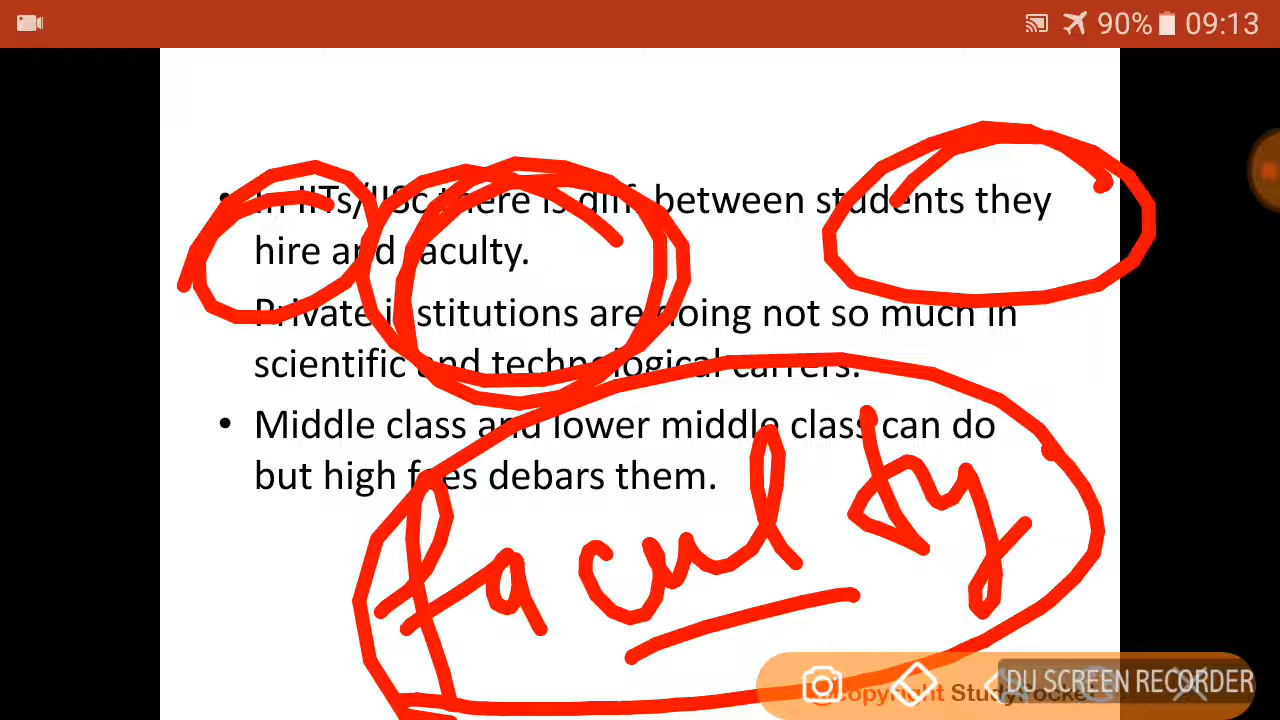 90% 09:13
• In IITs/IISc there is diff. between students they
hire and faculty.
Private institutions are doing not so much in
scientific and technological carrers.
• Middle class and lower middle class can do
but high fees debars them.
faculty
DU SCREEN RECORDER
©Copyright StudyPocket